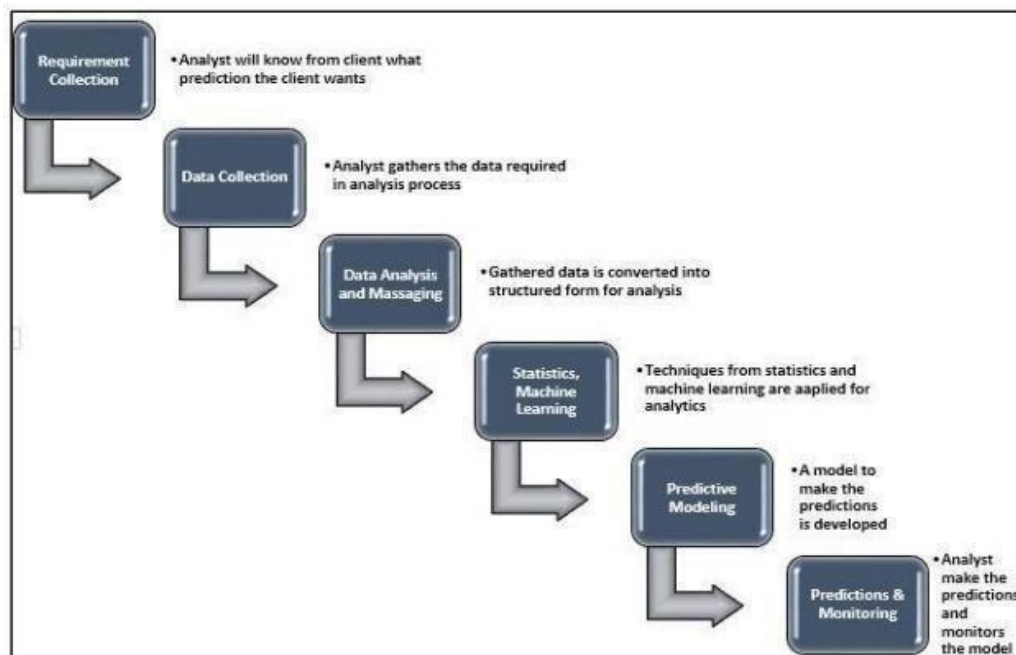 Requirement
Collection
•Analyst will know from client what
prediction the client wants
Data Collection
•Analyst gathers the data required
in analysis process
Data Analysis
and Massaging
•Gathered data is converted into
structured form for analysis
Statistics,
Machine
Learning
•Techniques from statistics and
machine learning are aaplied for
analytics
Predictive
Modeling
•A model to
make the
predictions
is developed
Predictions &
Monitoring
•Analyst
make the
predictions
and
monitors
the model